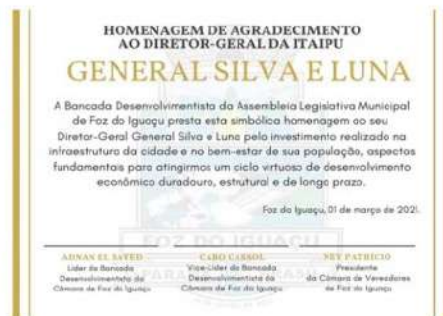 HOMENAGEM DE AGRADECIMENTO
AO DIRETOR-GERAL DA ITAIPU
GENERAL SILVA E LUNA
A Bancada Desenvolvimentista da Assembleia Legislativa Municipal
de Foz do Iguaçu presta esta simbólica homenagem ao seu
Diretor-Geral General Silva e Luna pelo investimento realizado na
infraestrutura da cidade e no bem-estar de sua população, aspectos
fundamentais para atingirmos um ciclo virtuoso de desenvolvimento
econômico duradouro, estrutural e de longo prazo.
Foz do Iguaçu, 01 de março de 2021.
FOZ DO IGUAÇU
ADNAN EL SAYED CABO CASSOL NEY PATRÍCIO
Líder da Bancada Vice-Líder da Bancada Presidente
Desenvolvimentista da Desenvolvimentista da da Câmara de Vereadores
Câmara de Foz do Iguaçu Câmara de Foz do Iguaçu de Foz do Iguaçu